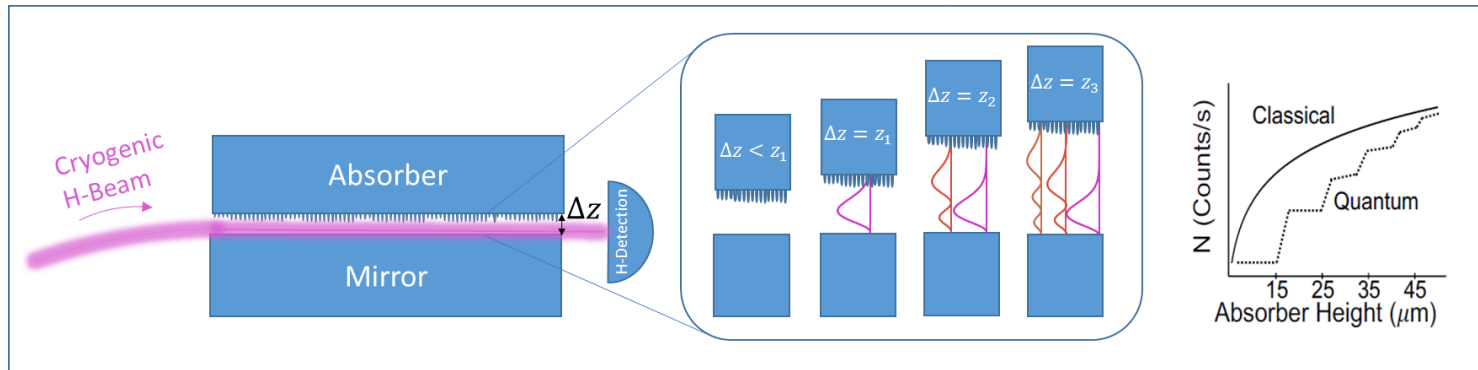 Cryogenic
H-Beam
Absorber
Mirror
Δz
H-Detection
Δz < z₁
Δz = z₁
Δz = z₂
Δz = z₃
N (Counts/s)
Classical
Quantum
15 25 35 45
Absorber Height (μm)